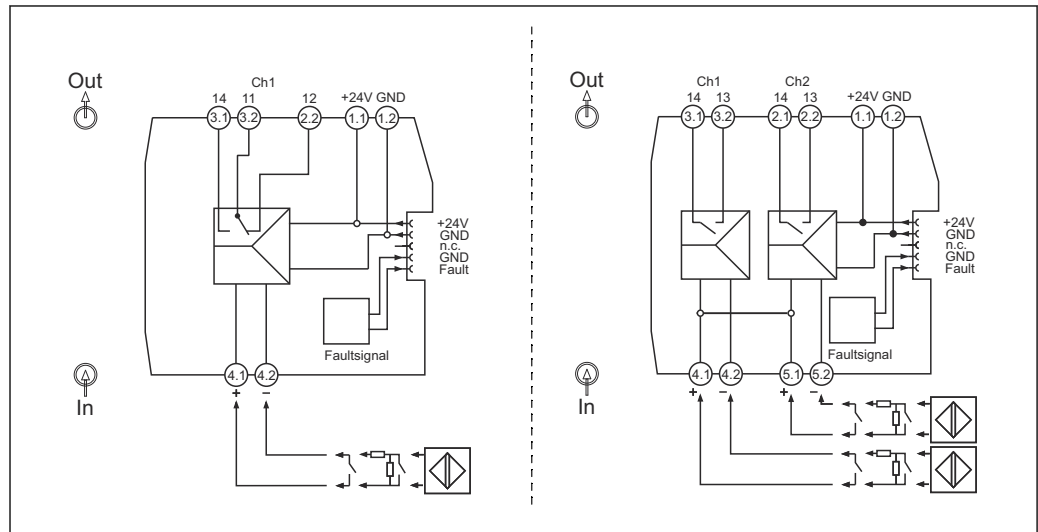 Out
Ch1
14 11 12 +24V GND
3.1 3.2 2.2 1.1 1.2
+24V
GND
n.c.
GND
Fault
Faultsignal
4.1 4.2
+ –
In
Out
Ch1 Ch2
14 13 14 13 +24V GND
3.1 3.2 2.1 2.2 1.1 1.2
+24V
GND
n.c.
GND
Fault
Faultsignal
4.1 4.2 5.1 5.2
+ – + –
In